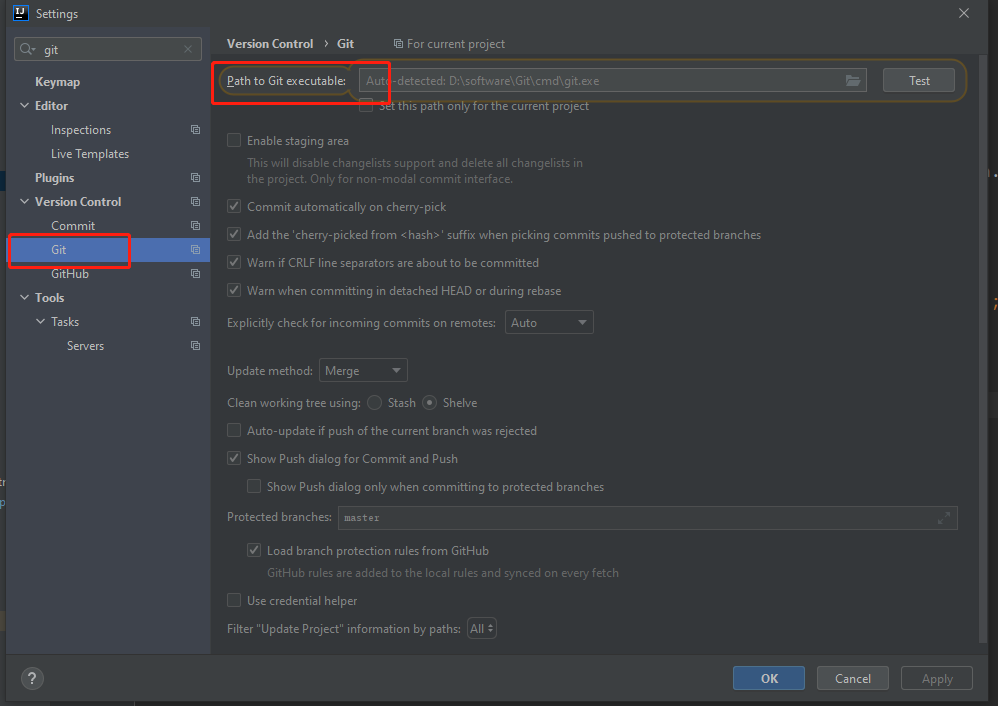 IJ Settings
git
Keymap
Editor
Inspections
Live Templates
Plugins
Version Control
Commit
Git
GitHub
Tools
Tasks
Servers
Version Control › Git For current project
Path to Git executable: Auto-detected: D:\software\Git\cmd\git.exe Test
Set this path only for the current project
Enable staging area
This will disable changelists support and delete all changelists in
the project. Only for non-modal commit interface.
Commit automatically on cherry-pick
Add the 'cherry-picked from <hash>' suffix when picking commits pushed to protected branches
Warn if CRLF line separators are about to be committed
Warn when committing in detached HEAD or during rebase
Explicitly check for incoming commits on remotes: Auto
Update method: Merge
Clean working tree using: Stash Shelve
Auto-update if push of the current branch was rejected
Show Push dialog for Commit and Push
Show Push dialog only when committing to protected branches
Protected branches: master
Load branch protection rules from GitHub
GitHub rules are added to the local rules and synced on every fetch
Use credential helper
Filter "Update Project" information by paths: All
? OK Cancel Apply